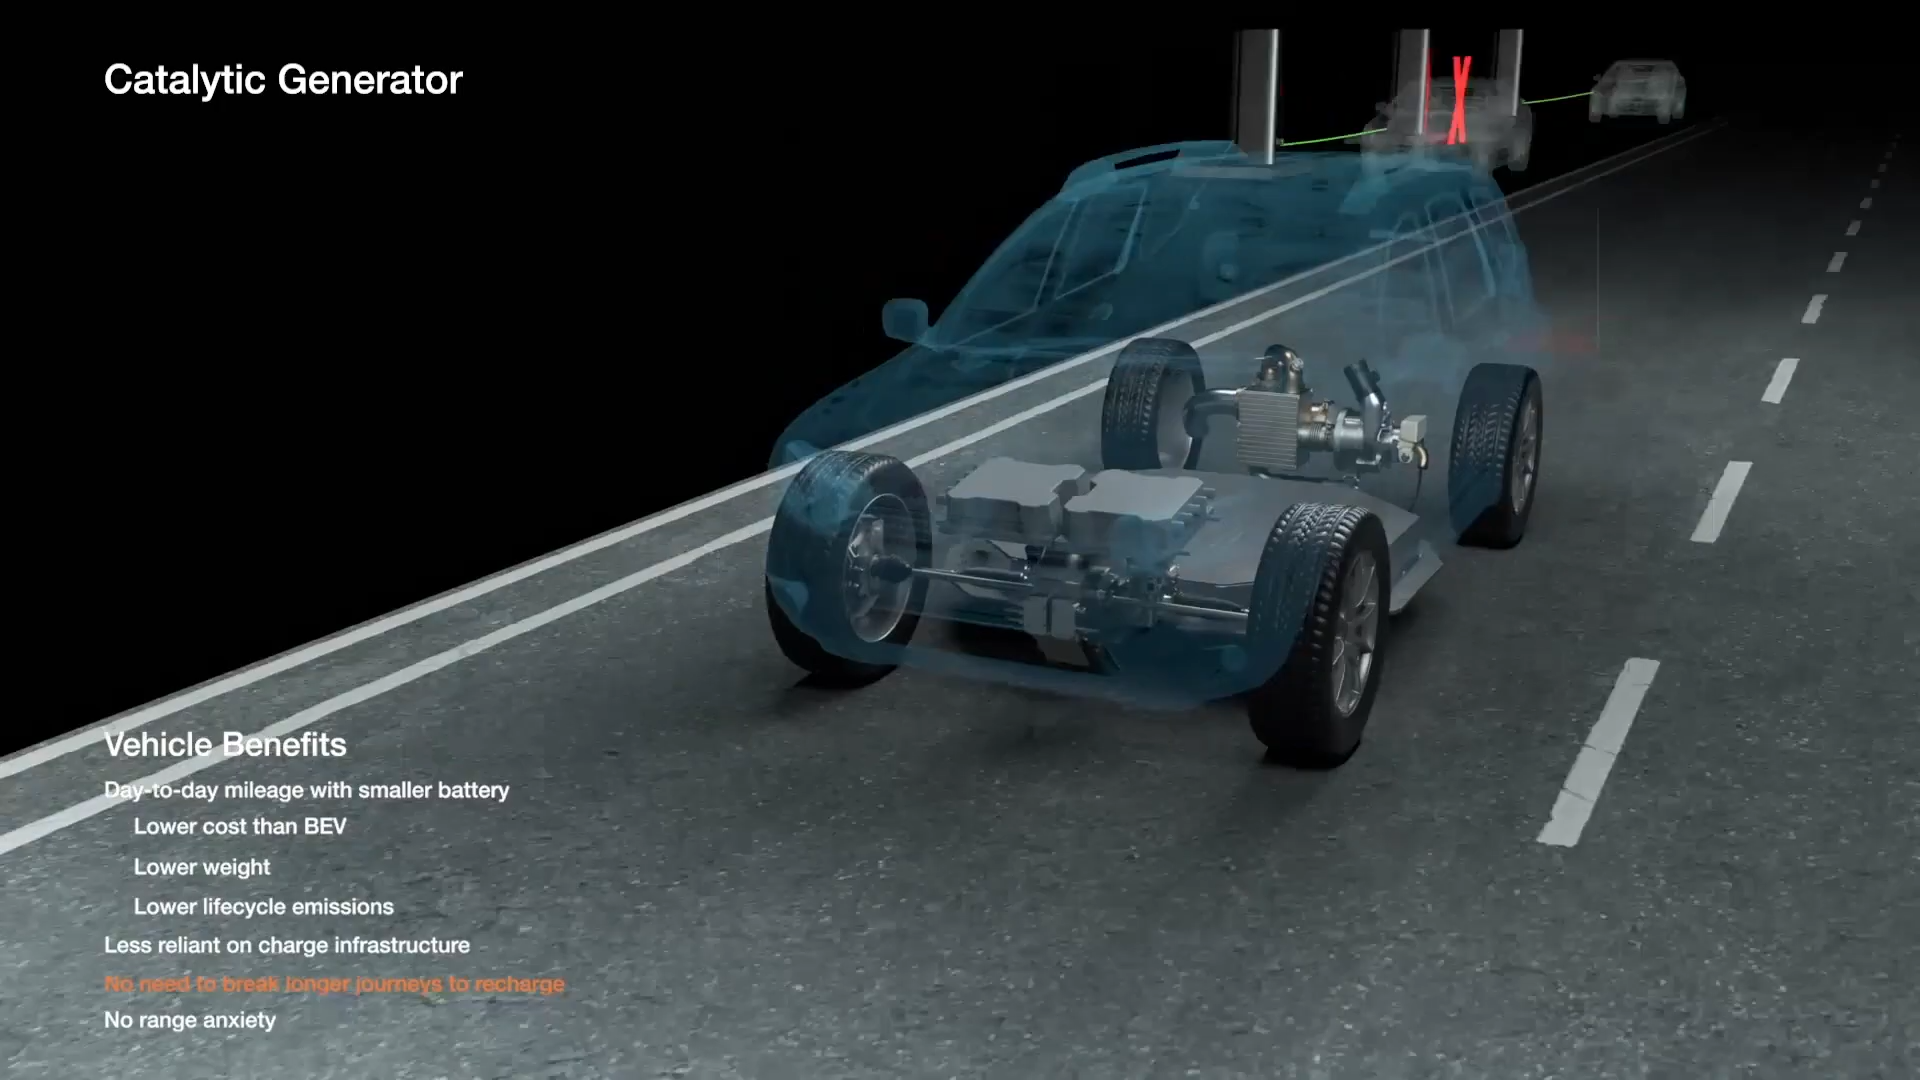 Catalytic Generator
Vehicle Benefits
Day-to-day mileage with smaller battery
Lower cost than BEV
Lower weight
Lower lifecycle emissions
Less reliant on charge infrastructure
No need to break longer journeys to recharge
No range anxiety